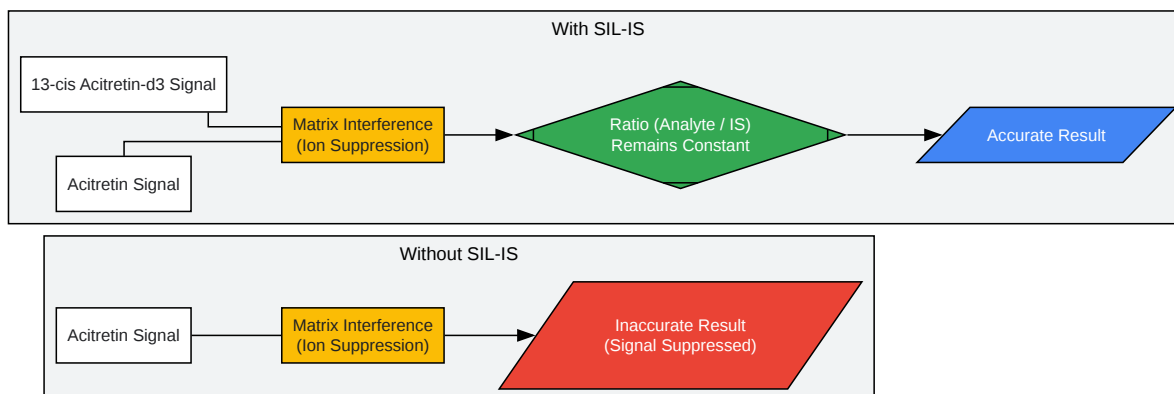 With SIL-IS
13-cis Acitretin-d3 Signal
Acitretin Signal
Matrix Interference
(Ion Suppression)
Ratio (Analyte / IS)
Remains Constant
Accurate Result
Without SIL-IS
Acitretin Signal
Matrix Interference
(Ion Suppression)
Inaccurate Result
(Signal Suppressed)